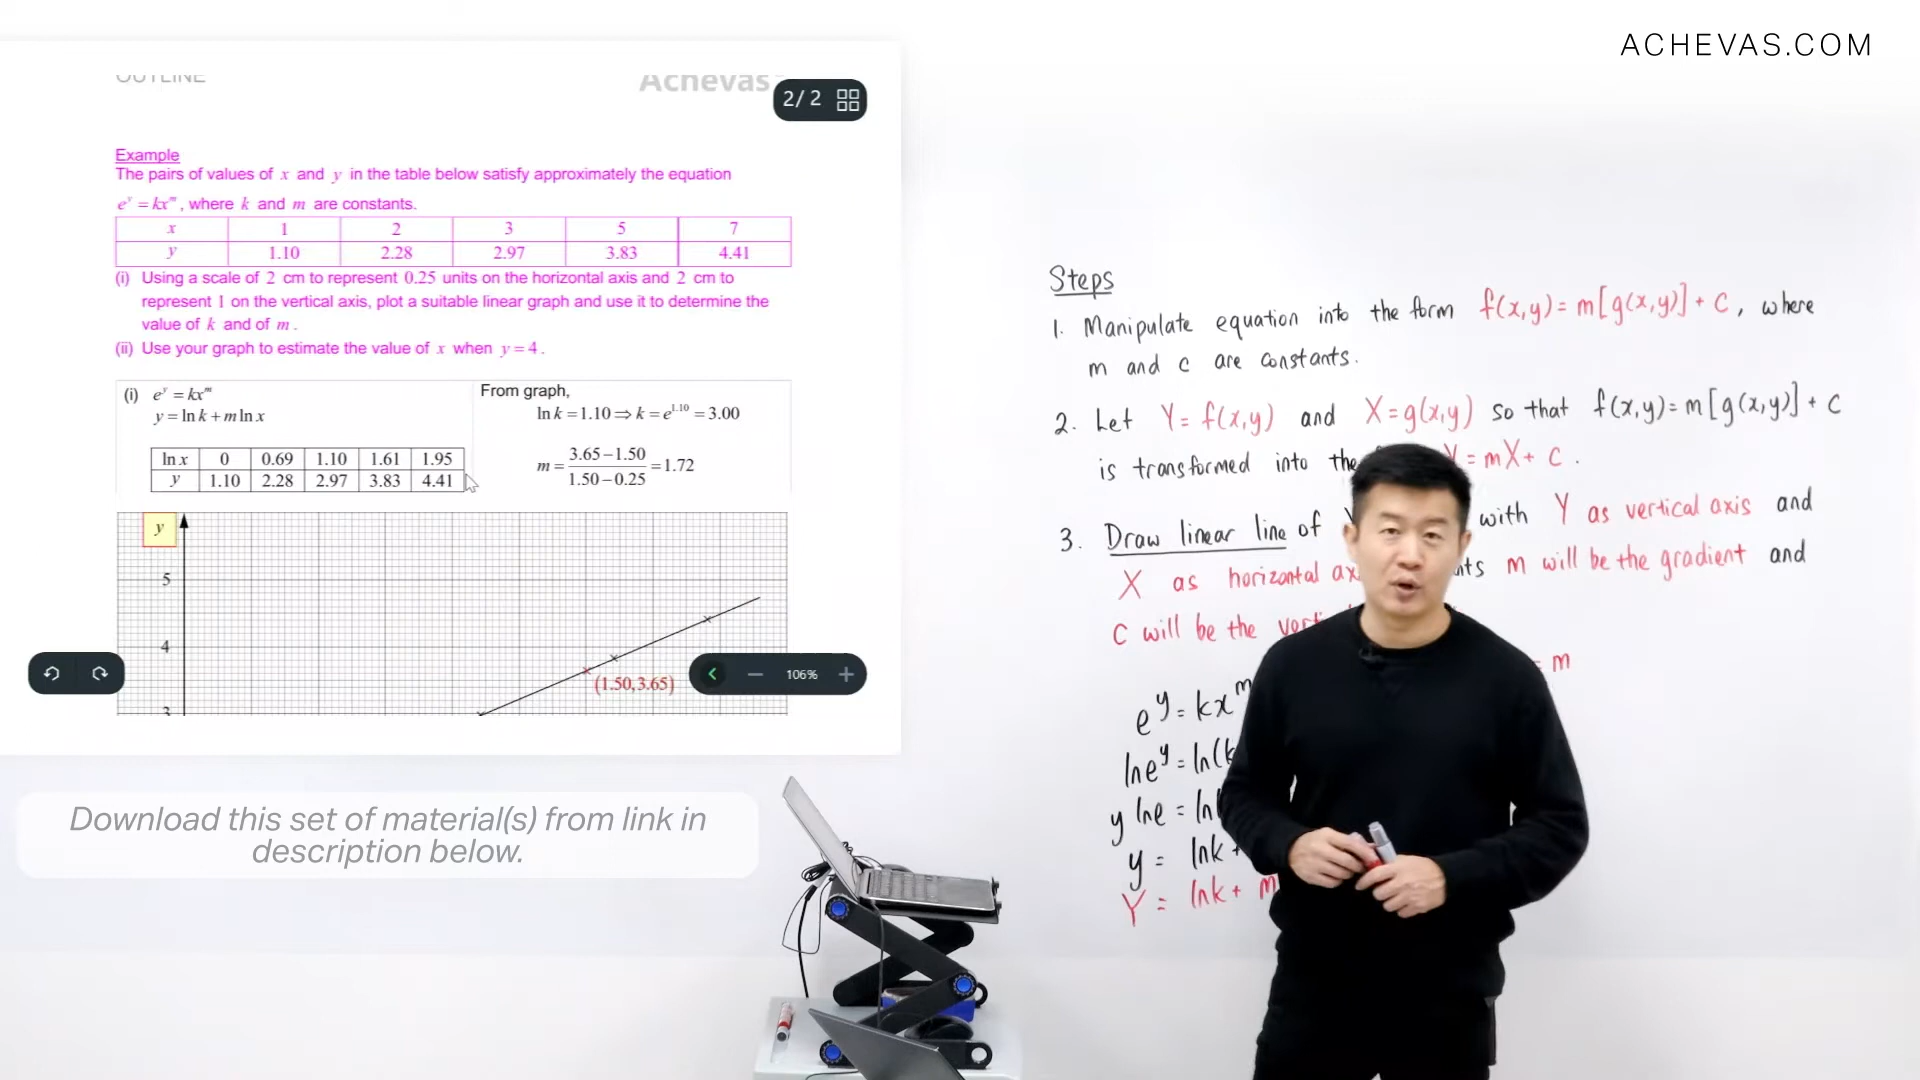 ACHEVAS.COM
OUTLINE
Achevas
2/2
Example
The pairs of values of x and y in the table below satisfy approximately the equation
e^y = kx^m, where k and m are constants.
x 1 2 3 5 7
y 1.10 2.28 2.97 3.83 4.41
(i) Using a scale of 2 cm to represent 0.25 units on the horizontal axis and 2 cm to
represent 1 on the vertical axis, plot a suitable linear graph and use it to determine the
value of k and of m.
(ii) Use your graph to estimate the value of x when y = 4.
(i) e^y = kx^m
y = ln k + m ln x
ln x 0 0.69 1.10 1.61 1.95
y 1.10 2.28 2.97 3.83 4.41
From graph,
ln k = 1.10 ⇒ k = e^1.10 = 3.00
m = (3.65 − 1.50)/(1.50 − 0.25) = 1.72
y
5
4
3
(1.50, 3.65)
106%
Download this set of material(s) from link in
description below.
Steps
1. Manipulate equation into the form f(x,y) = m[g(x,y)] + c, where
m and c are constants.
2. Let Y = f(x,y) and X = g(x,y) so that f(x,y) = m[g(x,y)] + c
is transformed into the = mX + c.
3. Draw linear line of with Y as vertical axis and
X as horizontal m will be the gradient and
c will be the
= m
e^y = kx^m
ln e^y = ln(k
y ln e = ln
y = lnk +
Y = lnk + m